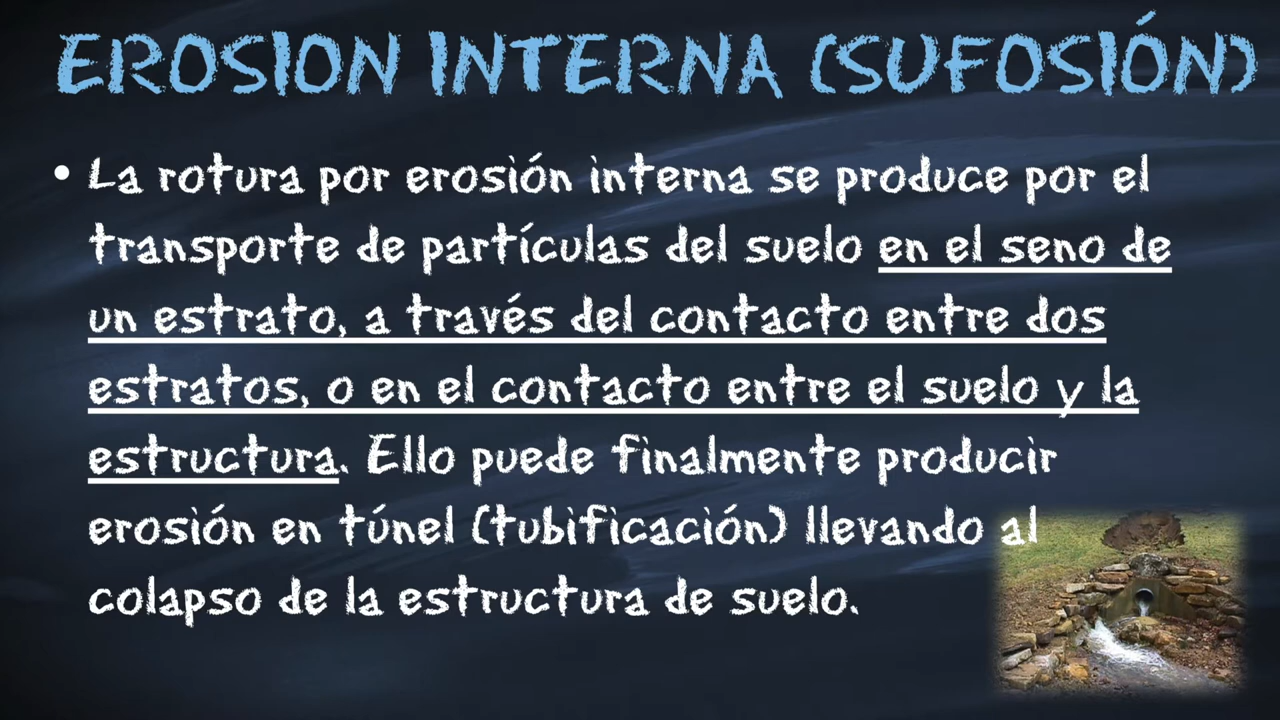 EROSION INTERNA (SUFOSIÓN)
• La rotura por erosión interna se produce por el
transporte de partículas del suelo en el seno de
un estrato, a través del contacto entre dos
estratos, o en el contacto entre el suelo y la
estructura. Ello puede finalmente producir
erosión en túnel (tubificación) llevando al
colapso de la estructura de suelo.